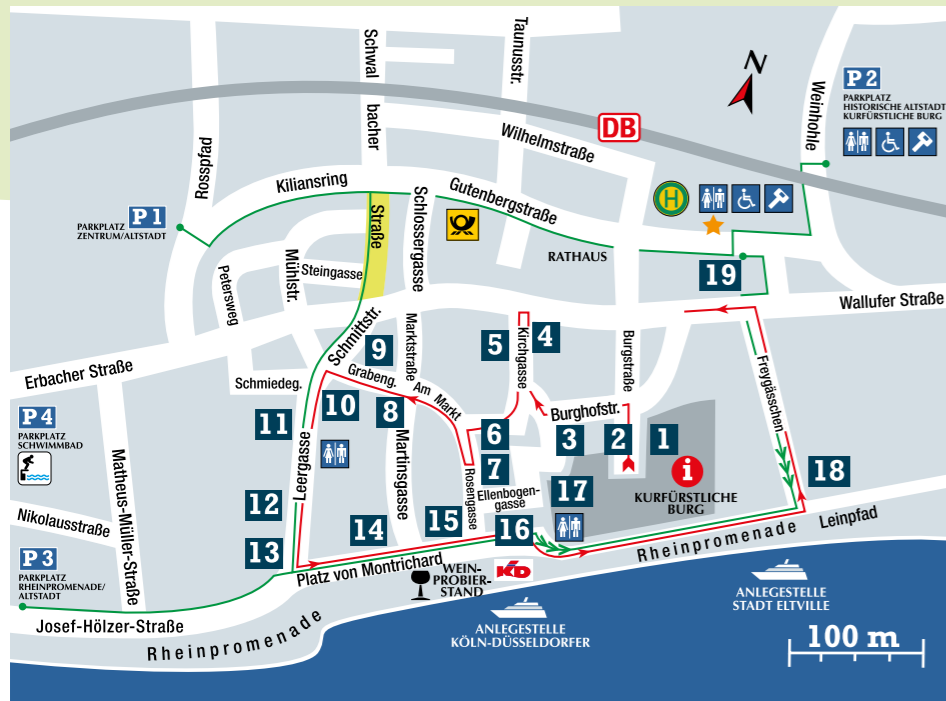 Taunusstr.
Schwal
bacher
N
P 2
PARKPLATZ
HISTORISCHE ALTSTADT
KURFÜRSTLICHE BURG
Weinhohle
DB
Wilhelmstraße
Rosspfad
Kiliansring
Gutenbergstraße
Straße
Schlossergasse
H
P 1
PARKPLATZ
ZENTRUM/ALTSTADT
RATHAUS
19
Petersweg
Mühlstr.
Steingasse
Wallufer Straße
Schmittstr.
9
Marktstraße
5
Kirchgasse
4
Burgstraße
Freygässchen
Erbacher Straße
Schmiedeg.
Grabeng.
Am Markt
10
8
11
Burghofstr.
6
3
2
1
P 4
PARKPLATZ
SCHWIMMBAD
Matheus-Müller-Straße
Leergasse
Martinsgasse
7
Rosengasse
Ellenbogen-
gasse
17
i
KURFÜRSTLICHE
BURG
18
12
Nikolausstraße
14
15
16
13
Rheinpromenade
Leinpfad
P 3
PARKPLATZ
RHEINPROMENADE/
ALTSTADT
Platz von Montrichard
WEIN-
PROBIER-
STAND
KD
Josef-Hölzer-Straße
Rheinpromenade
ANLEGESTELLE
KÖLN-DÜSSELDORFER
ANLEGESTELLE
STADT ELTVILLE
100 m